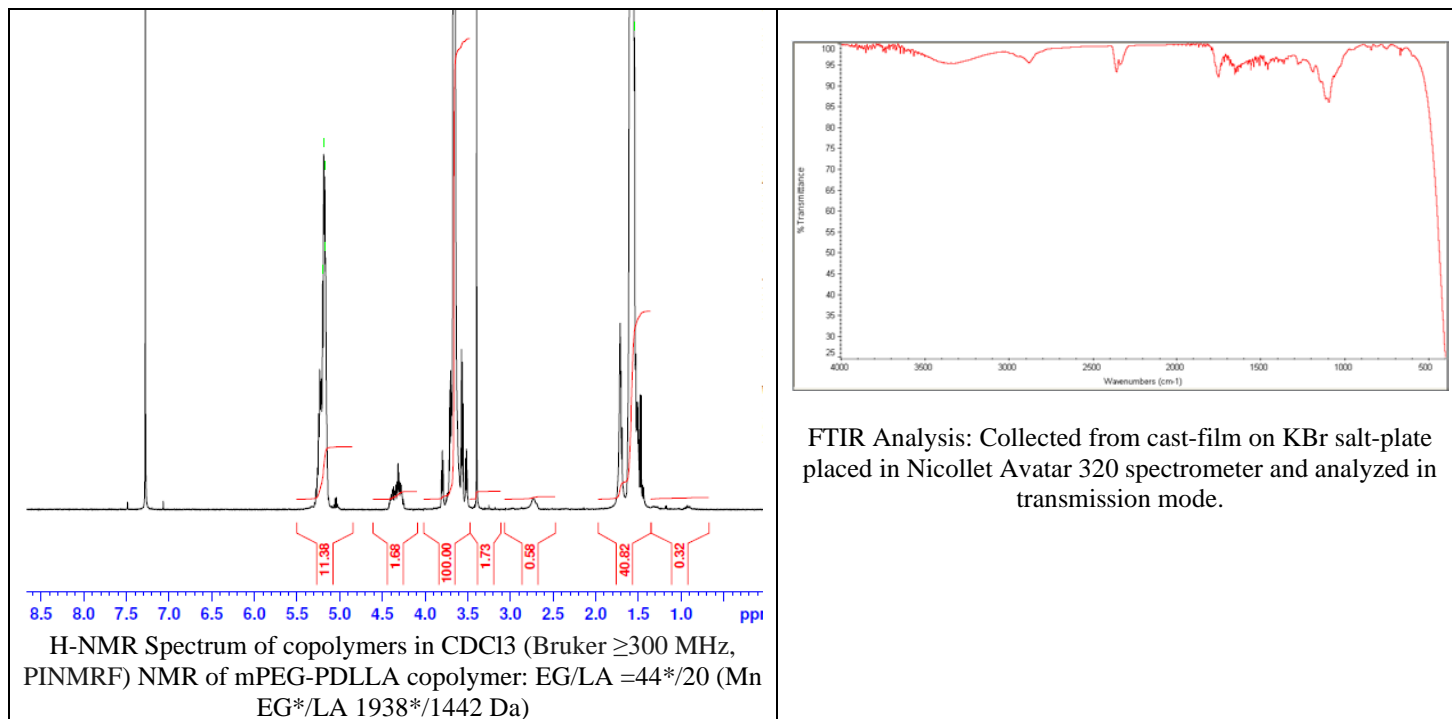 11.38
1.68
100.00
1.73
0.58
40.82
0.32
8.5 8.0 7.5 7.0 6.5 6.0 5.5 5.0 4.5 4.0 3.5 3.0 2.5 2.0 1.5 1.0 ppm
H-NMR Spectrum of copolymers in CDCl3 (Bruker ≥300 MHz,
PINMRF) NMR of mPEG-PDLLA copolymer: EG/LA =44*/20 (Mn
EG*/LA 1938*/1442 Da)
100
95
90
85
80
75
70
65
60
55
50
45
40
35
30
25
%Transmittance
4000 3500 3000 2500 2000 1500 1000 500
Wavenumbers (cm-1)
FTIR Analysis: Collected from cast-film on KBr salt-plate
placed in Nicollet Avatar 320 spectrometer and analyzed in
transmission mode.